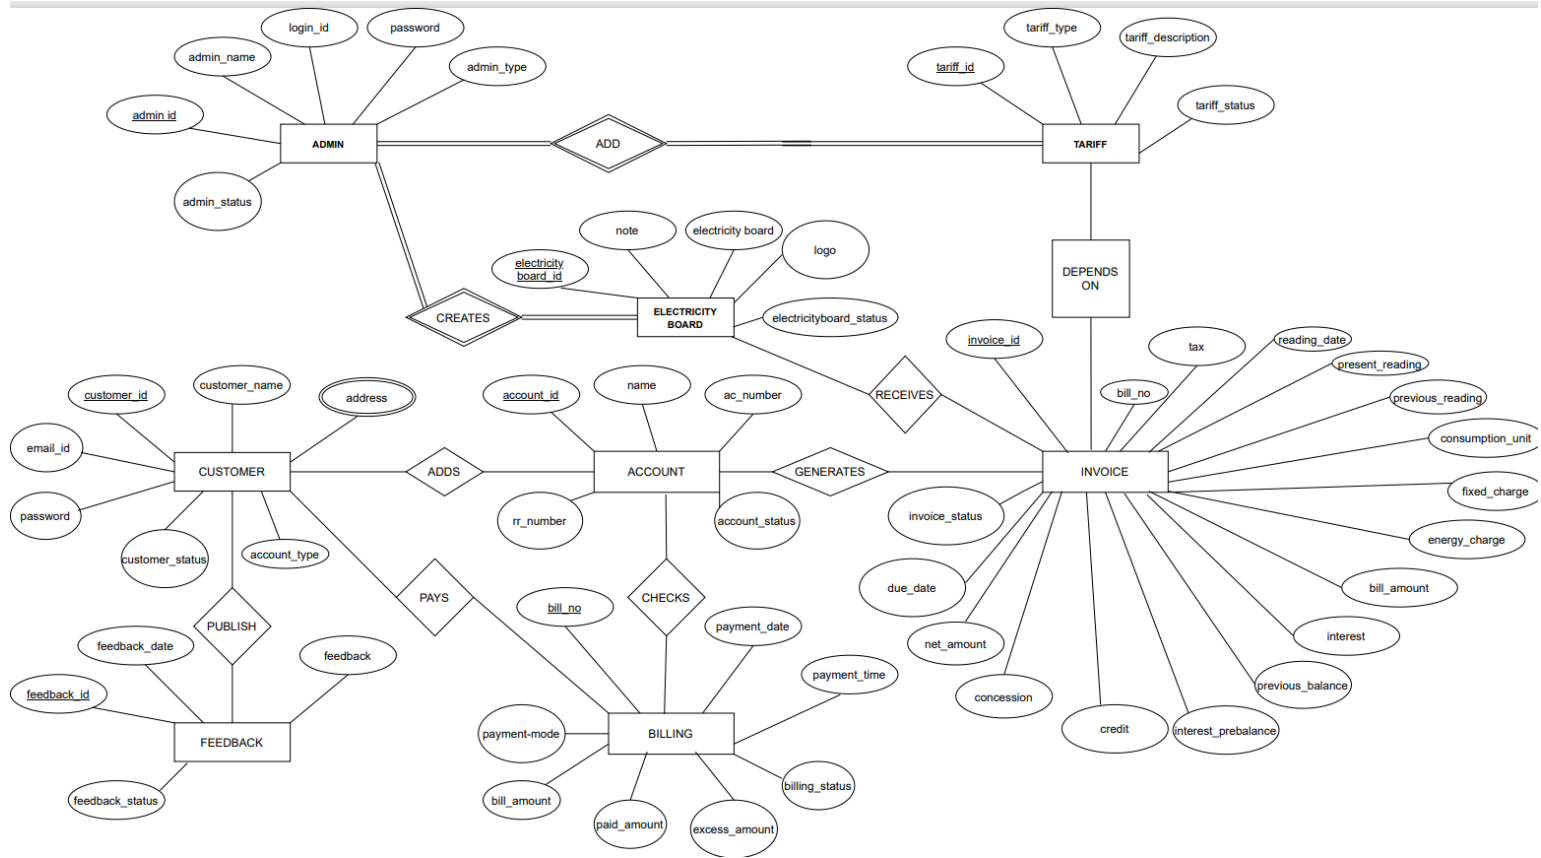 login_id
password
tariff_type
tariff_description
admin_name
admin_type
tariff_id
tariff_status
admin id
ADMIN
ADD
TARIFF
admin_status
note
electricity board
logo
electricity
board_id
DEPENDS
ON
CREATES
ELECTRICITY
BOARD
electricityboard_status
invoice_id
tax
reading_date
present_reading
customer_id
customer_name
address
account_id
name
ac_number
RECEIVES
bill_no
previous_reading
email_id
consumption_unit
CUSTOMER
ADDS
ACCOUNT
GENERATES
INVOICE
fixed_charge
password
rr_number
account_status
invoice_status
energy_charge
customer_status
account_type
due_date
bill_amount
PAYS
bill_no
CHECKS
PUBLISH
payment_date
interest
feedback_date
feedback
net_amount
payment_time
previous_balance
feedback_id
concession
credit
interest_prebalance
FEEDBACK
payment-mode
BILLING
billing_status
feedback_status
bill_amount
paid_amount
excess_amount